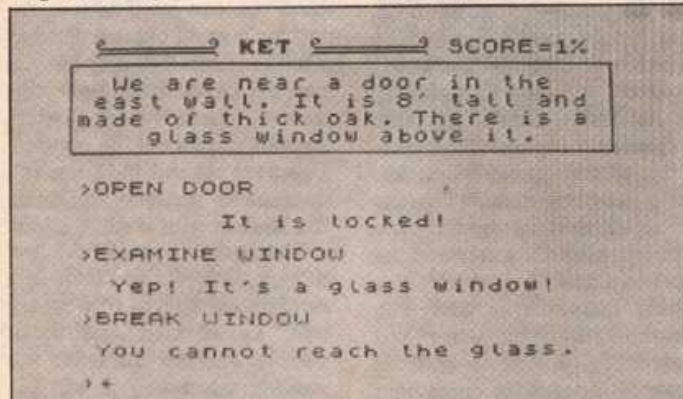 KET SCORE=1%
We are near a door in the
east wall. It is 8' tall and
made of thick oak. There is a
glass window above it.
>OPEN DOOR
It is locked!
>EXAMINE WINDOW
Yep! It's a glass window!
>BREAK WINDOW
You cannot reach the glass.
>+